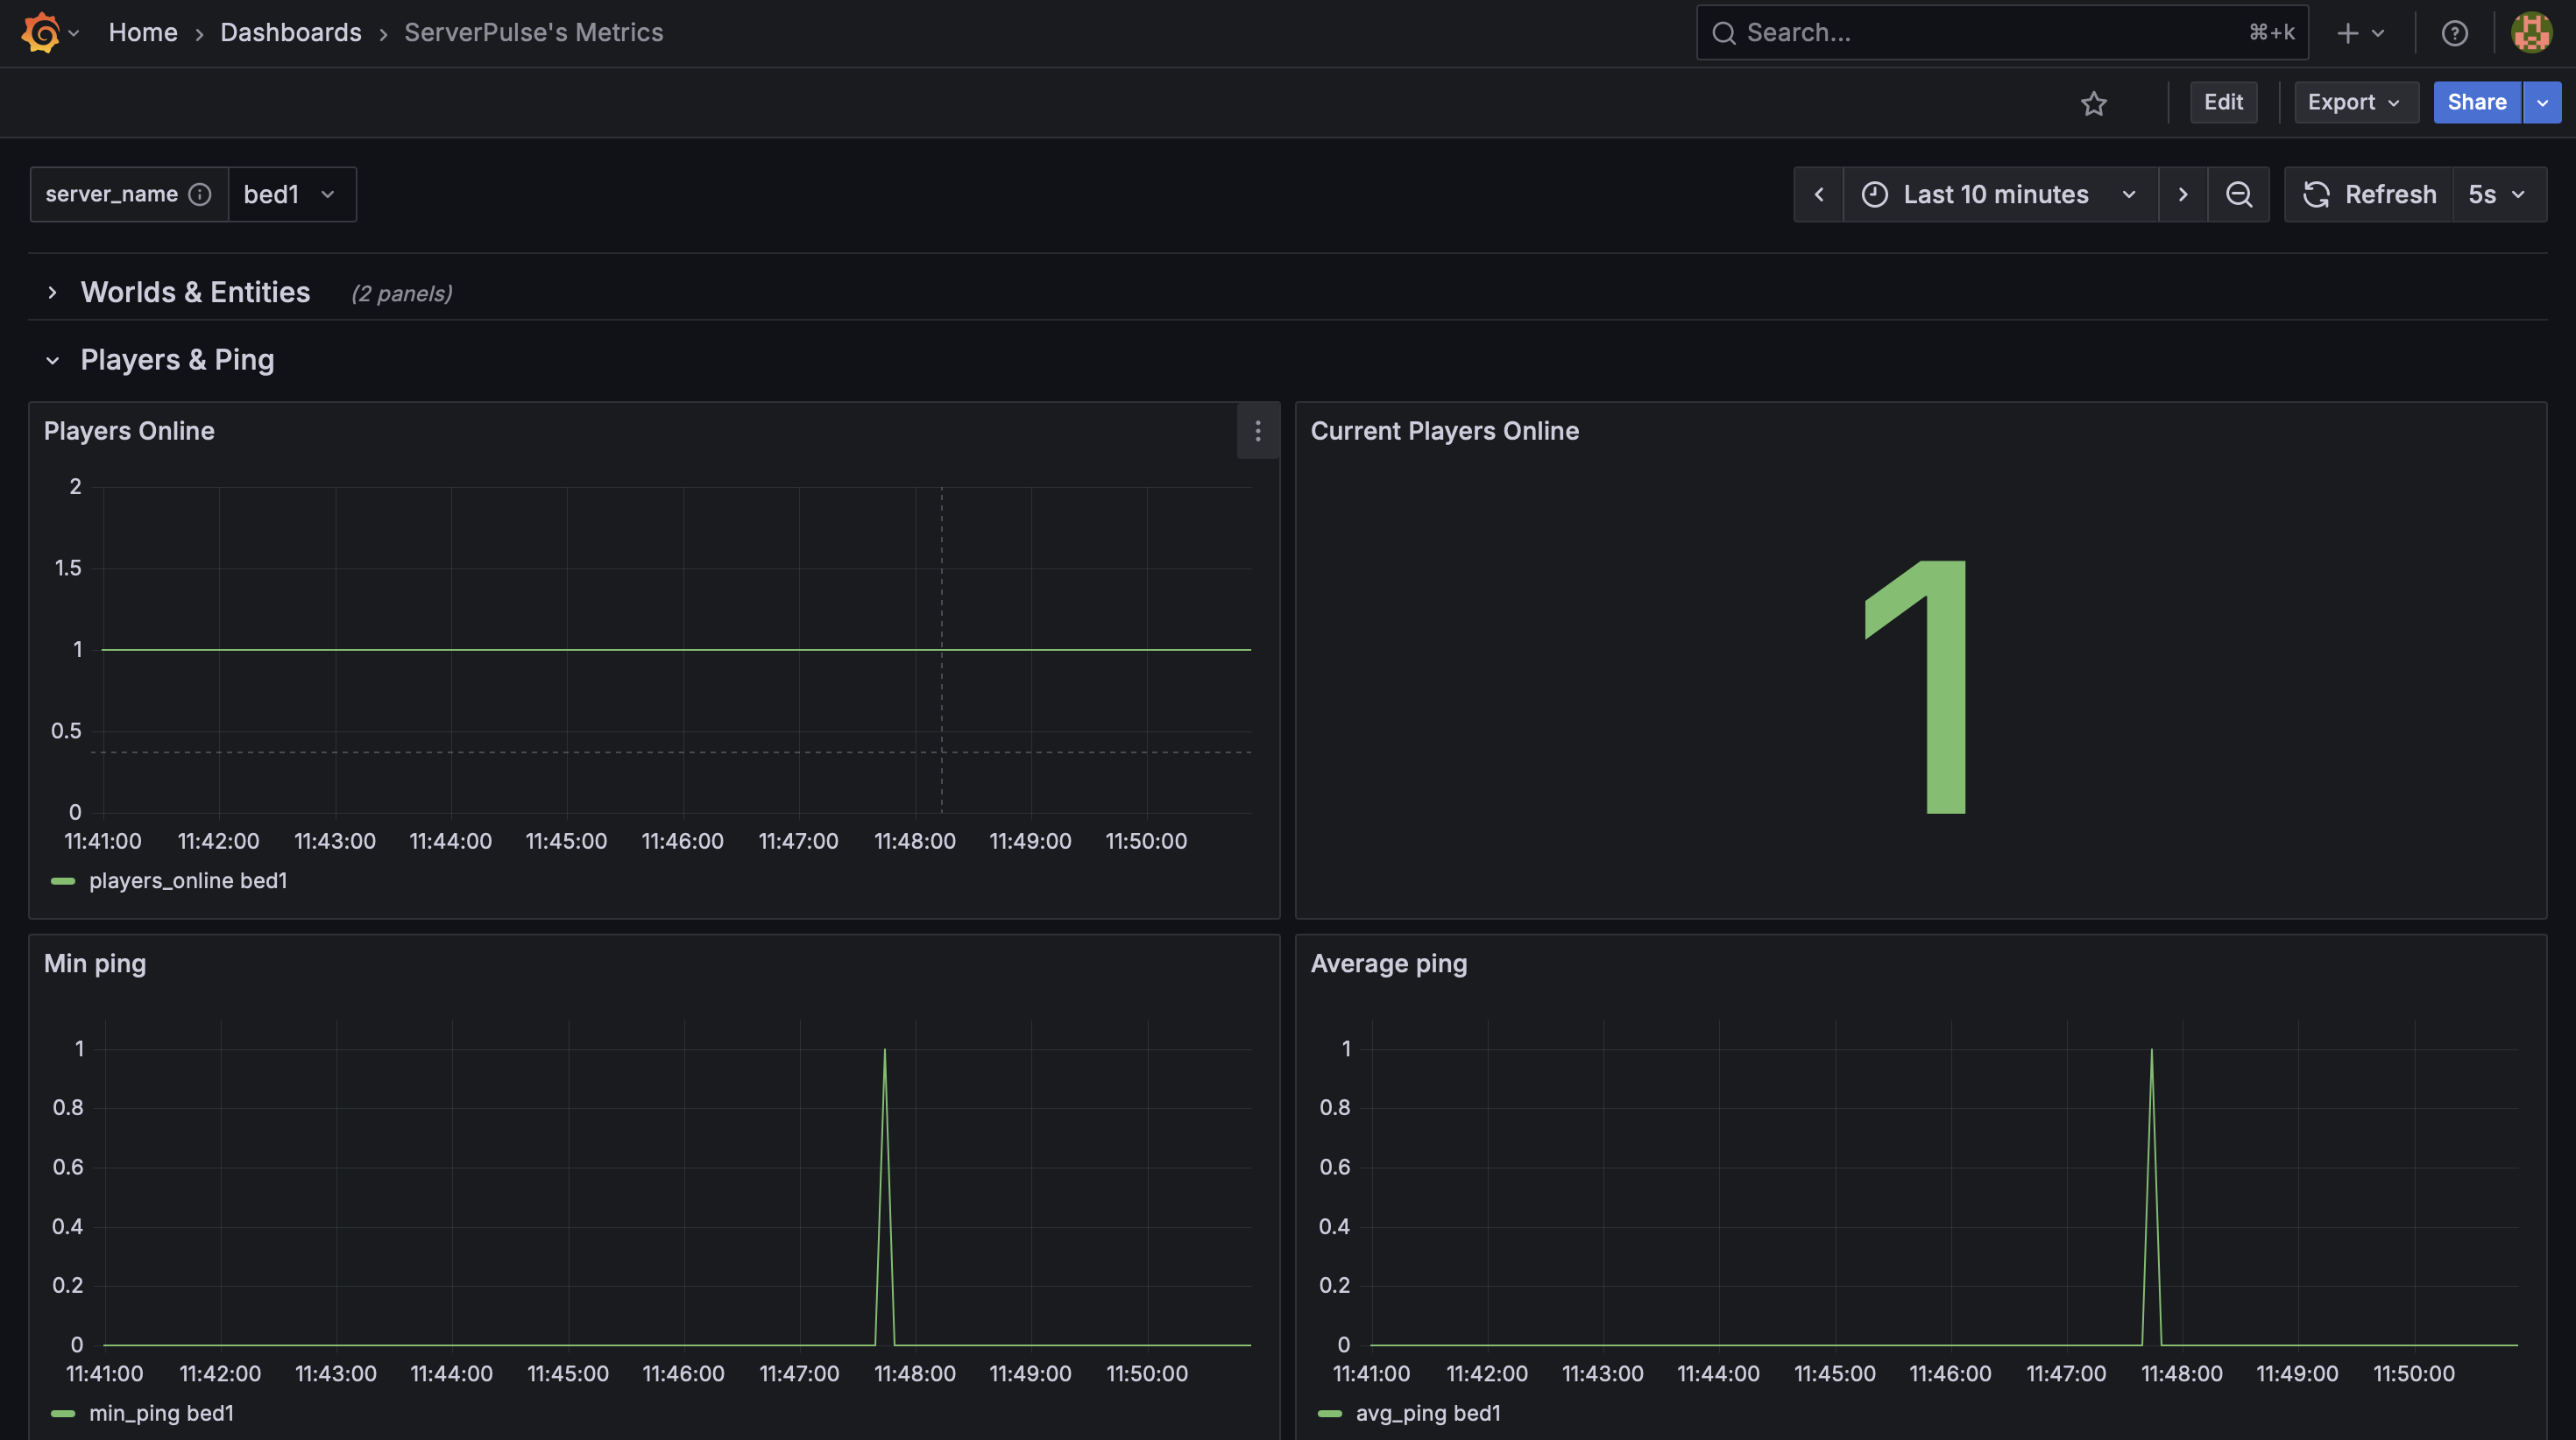 Home › Dashboards › ServerPulse's Metrics
Search...
⌘+k
Edit
Export
Share
server_name
bed1
Last 10 minutes
Refresh
5s
Worlds & Entities (2 panels)
Players & Ping
Players Online
2
1.5
1
0.5
0
11:41:00 11:42:00 11:43:00 11:44:00 11:45:00 11:46:00 11:47:00 11:48:00 11:49:00 11:50:00
players_online bed1
Current Players Online
1
Min ping
1
0.8
0.6
0.4
0.2
0
11:41:00 11:42:00 11:43:00 11:44:00 11:45:00 11:46:00 11:47:00 11:48:00 11:49:00 11:50:00
min_ping bed1
Average ping
1
0.8
0.6
0.4
0.2
0
11:41:00 11:42:00 11:43:00 11:44:00 11:45:00 11:46:00 11:47:00 11:48:00 11:49:00 11:50:00
avg_ping bed1